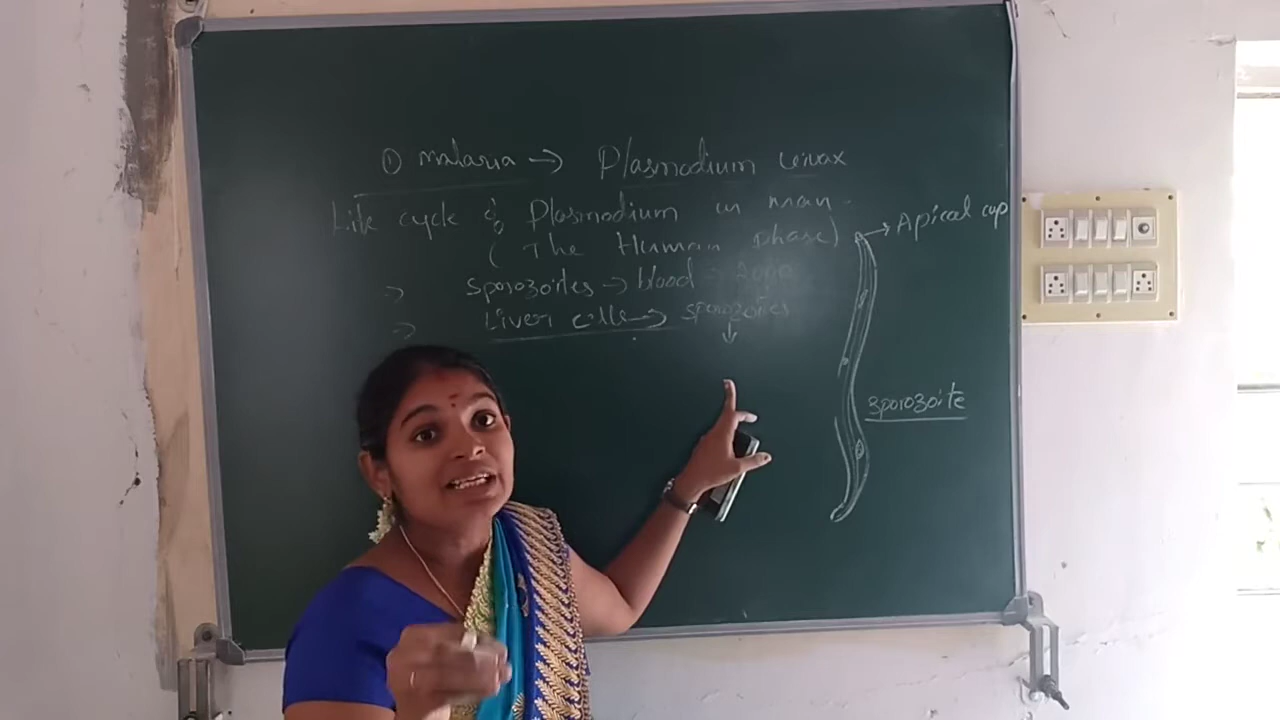 ① malaria → Plasmodium vivax
Life cycle of Plasmodium in man.
( The Human phase)
→ Apical cap
→ sporozoites → blood →
→ Liver cells → sporozoites
↓
sporozoite